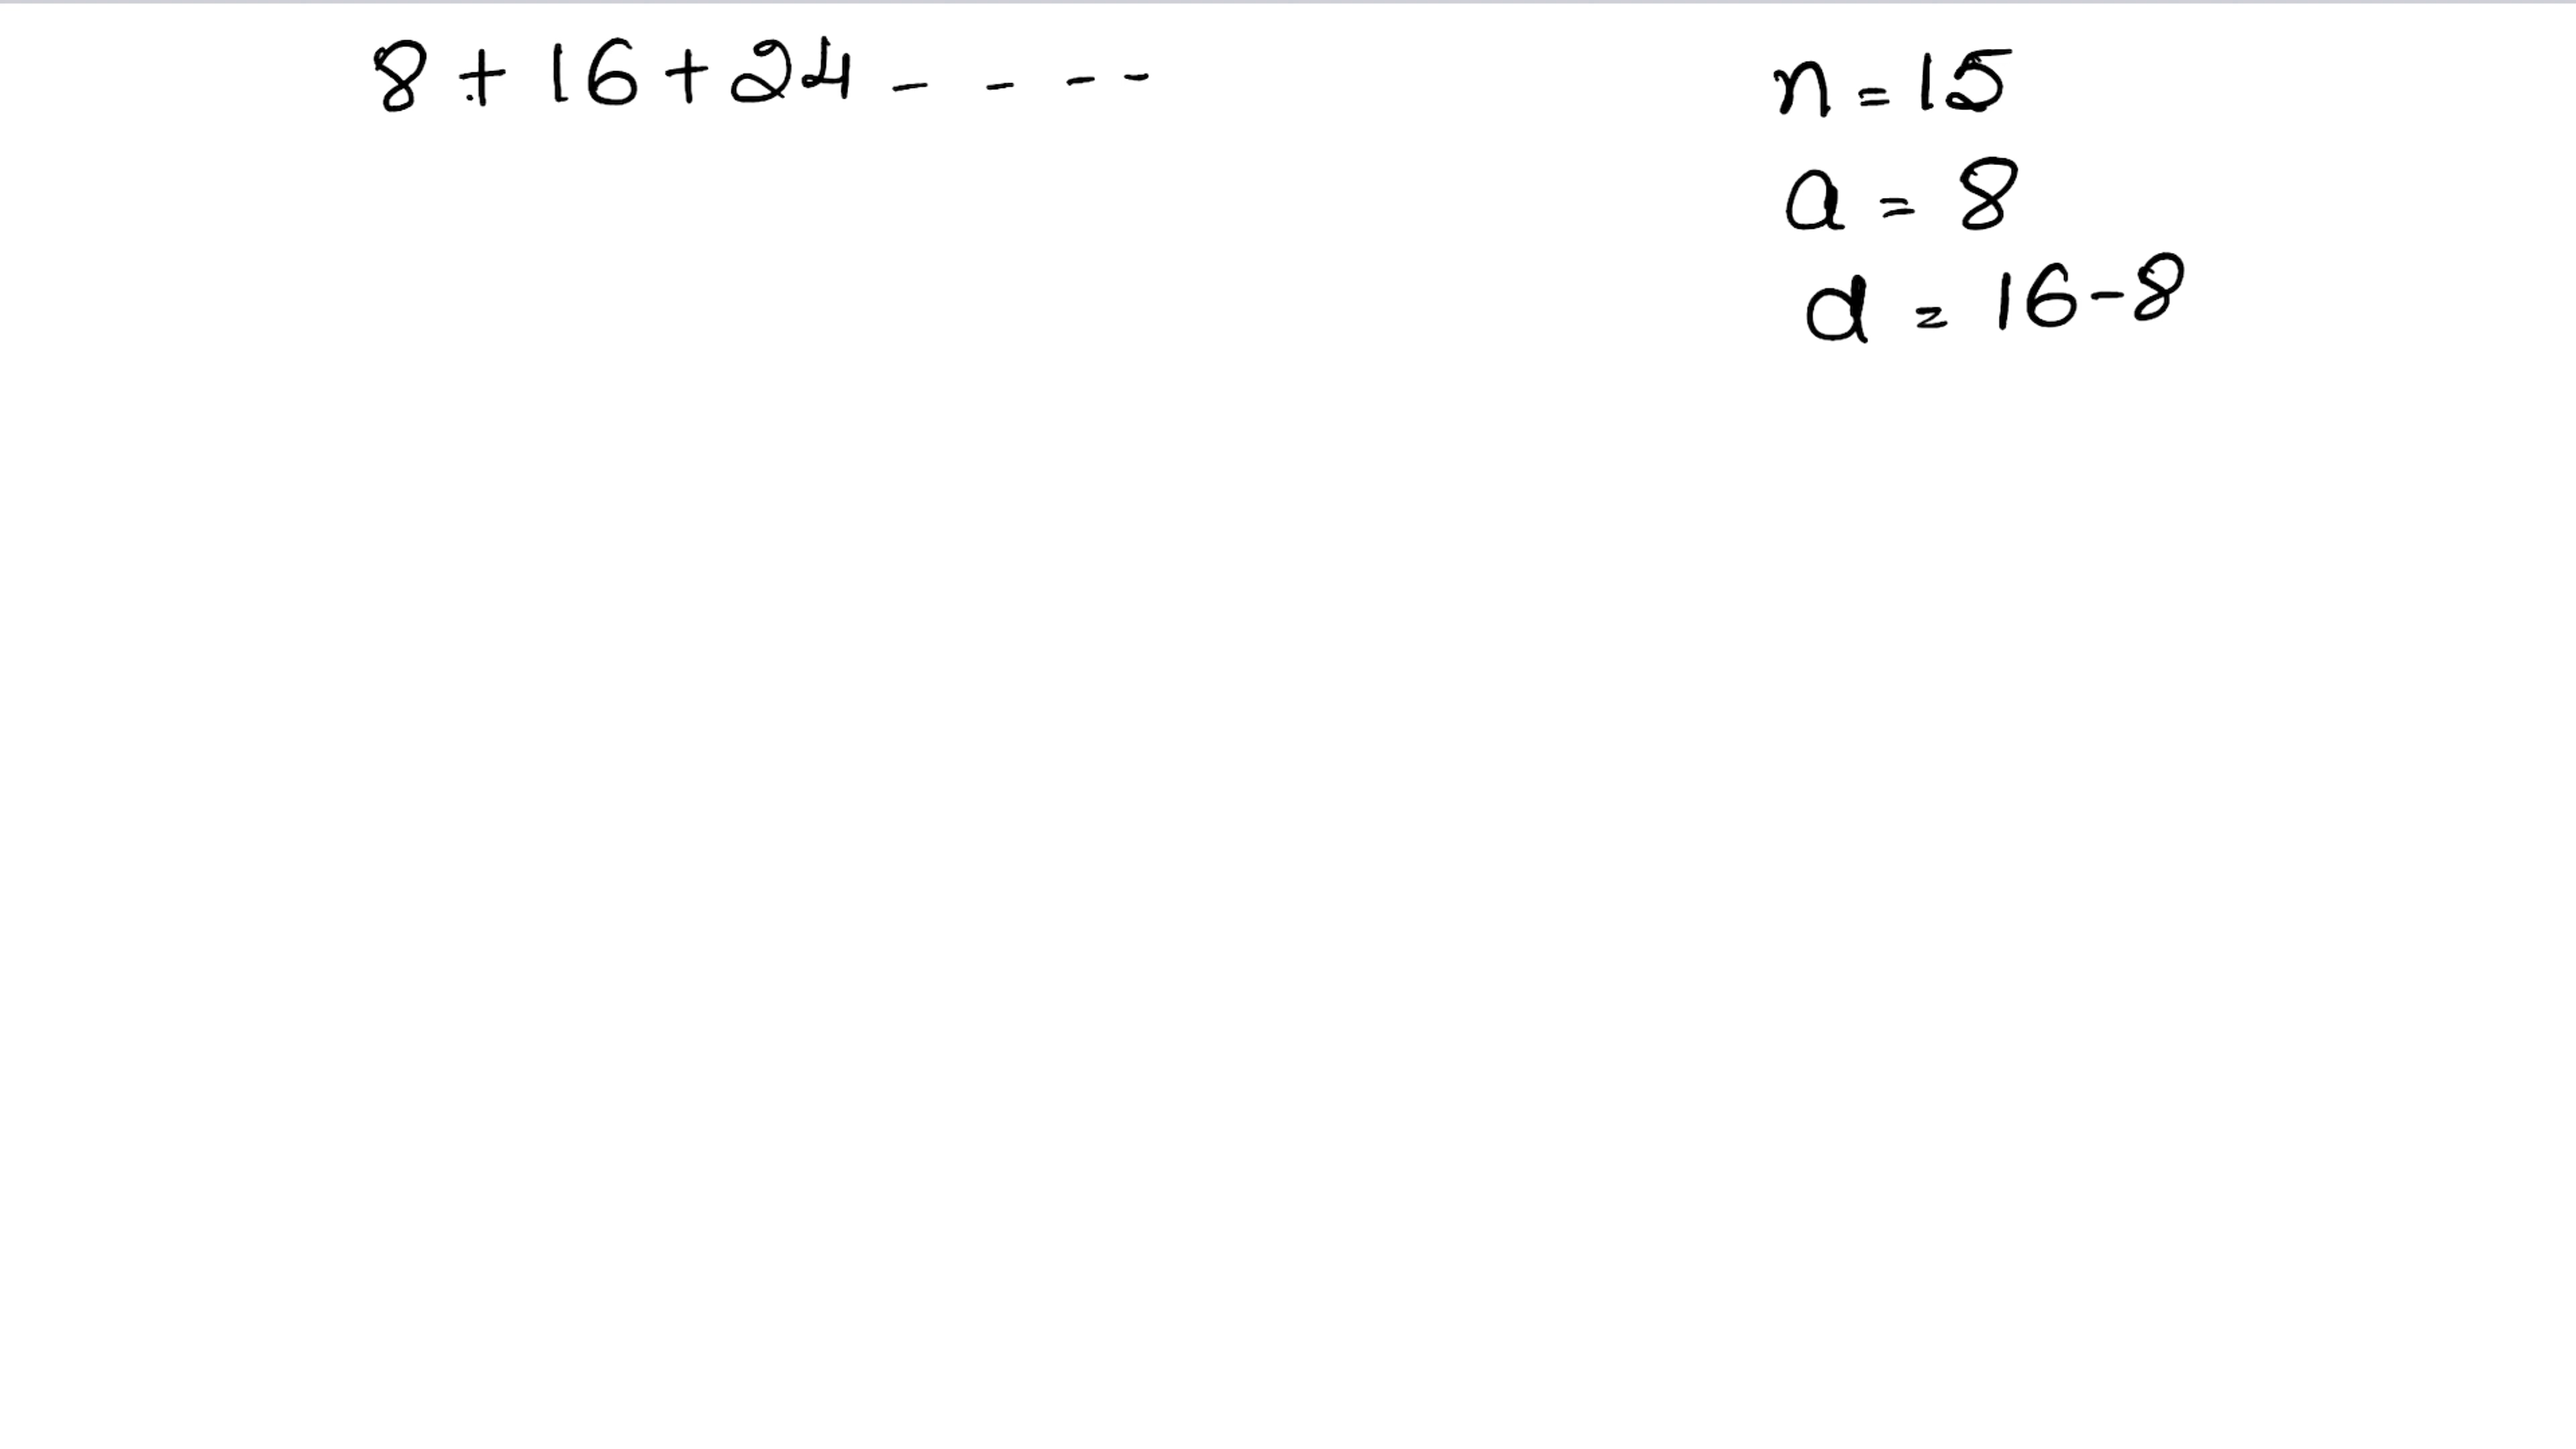 8 + 16 + 24 - - - -
n = 15
a = 8
d = 16 - 8